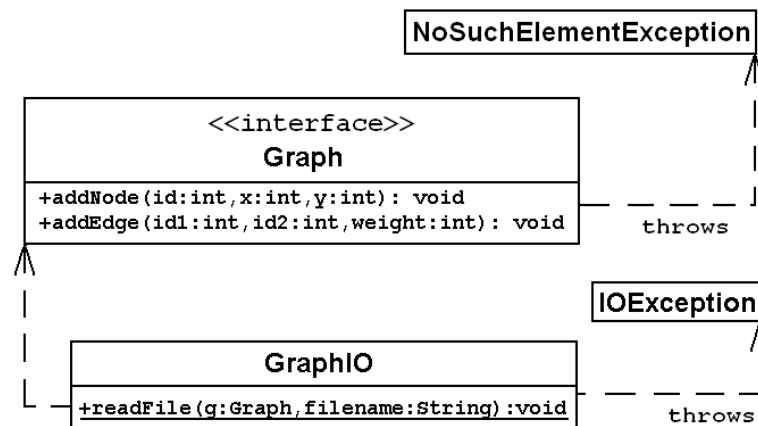 NoSuchElementException
<<interface>>
Graph
+addNode(id:int,x:int,y:int): void
+addEdge(id1:int,id2:int,weight:int): void
throws
IOException
GraphIO
+readFile(g:Graph,filename:String):void
throws